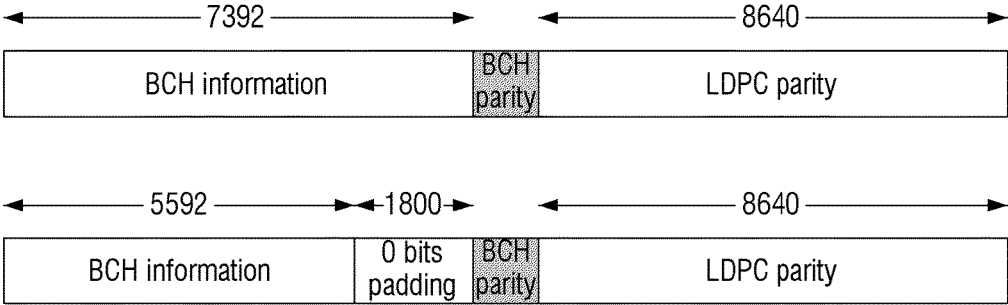 7392
8640
BCH information
BCH
parity
LDPC parity
5592
1800
8640
BCH information
0 bits
padding
BCH
parity
LDPC parity